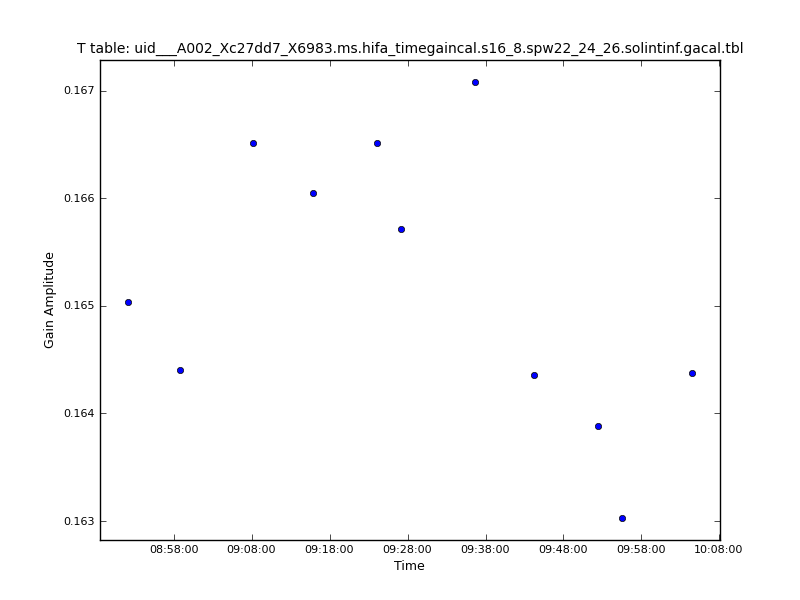 T table: uid___A002_Xc27dd7_X6983.ms.hifa_timegaincal.s16_8.spw22_24_26.solintinf.gacal.tbl
0.167
0.166
0.165
0.164
0.163
Gain Amplitude
08:58:00 09:08:00 09:18:00 09:28:00 09:38:00 09:48:00 09:58:00 10:08:00
Time